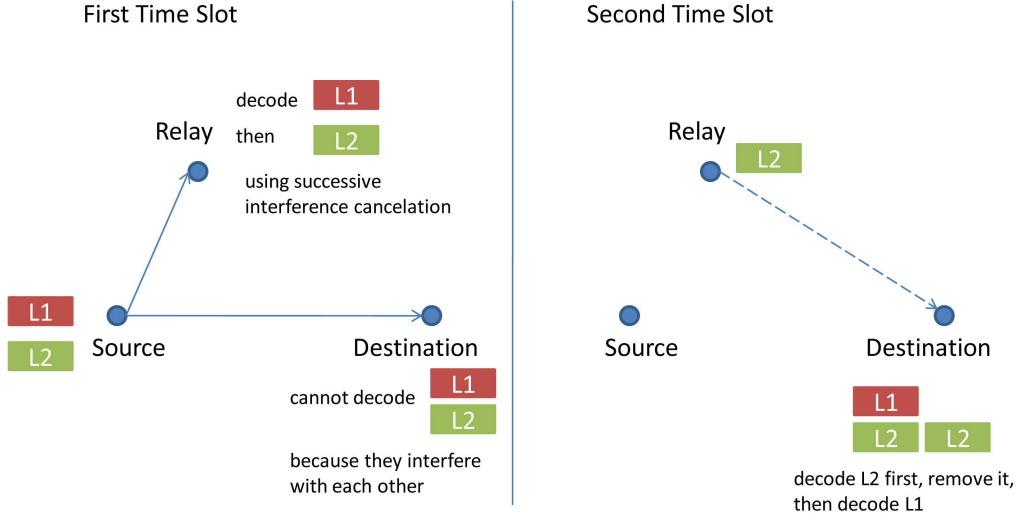 First Time Slot
decode L1
Relay then L2
using successive
interference cancelation
L1
L2
Source
Destination
cannot decode L1
L2
because they interfere
with each other
Second Time Slot
Relay
L2
Source
Destination
L1
L2 L2
decode L2 first, remove it,
then decode L1